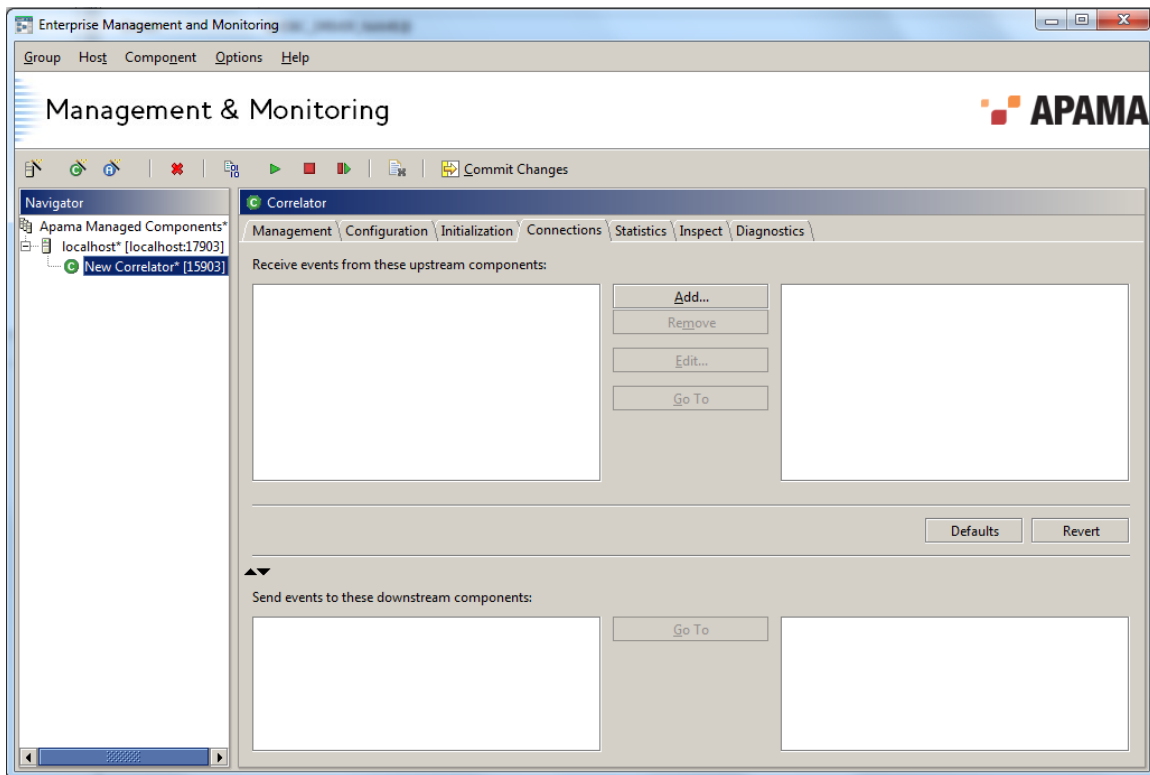 Enterprise Management and Monitoring
Group Host Component Options Help
Management & Monitoring
APAMA
Commit Changes
Navigator
Apama Managed Components*
localhost* [localhost:17903]
New Correlator* [15903]
Correlator
Management Configuration Initialization Connections Statistics Inspect Diagnostics
Receive events from these upstream components:
Add...
Remove
Edit...
Go To
Defaults Revert
Send events to these downstream components:
Go To